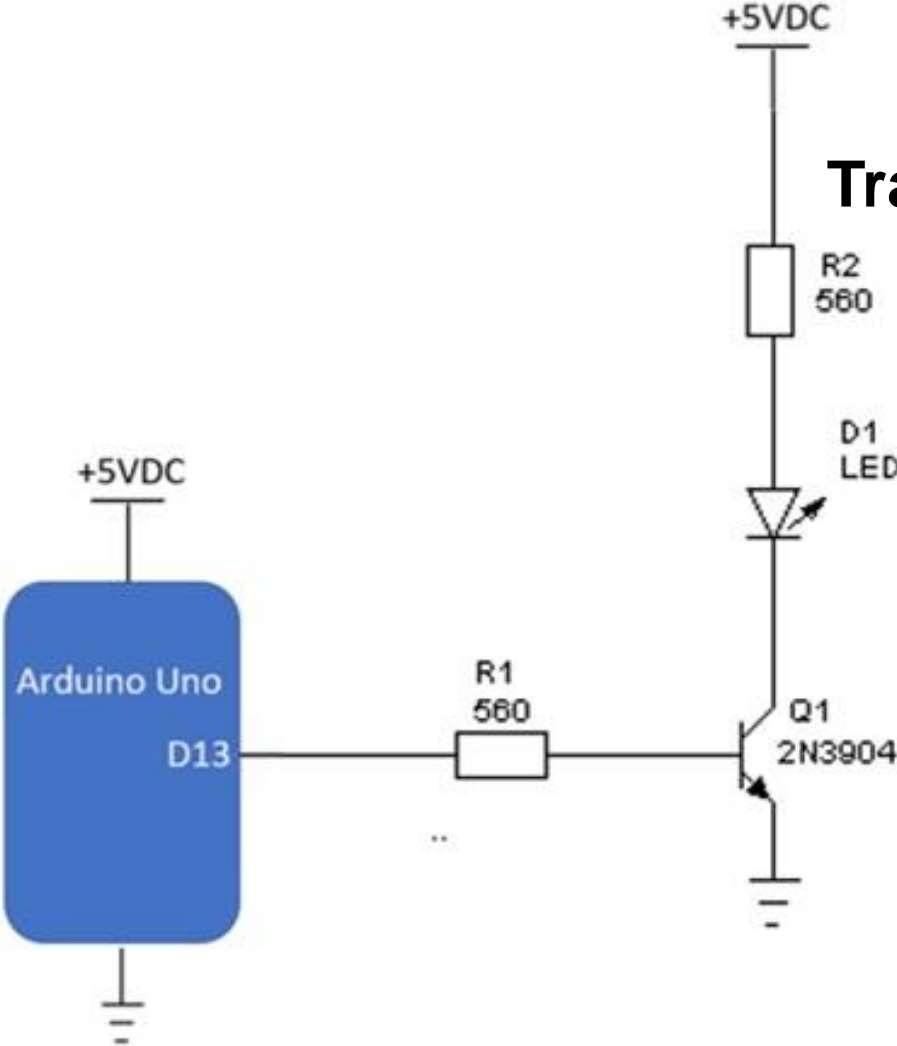 +5VDC
Tra
R2
560
D1
LED
+5VDC
Arduino Uno
R1
560
Q1
D13
2N3904